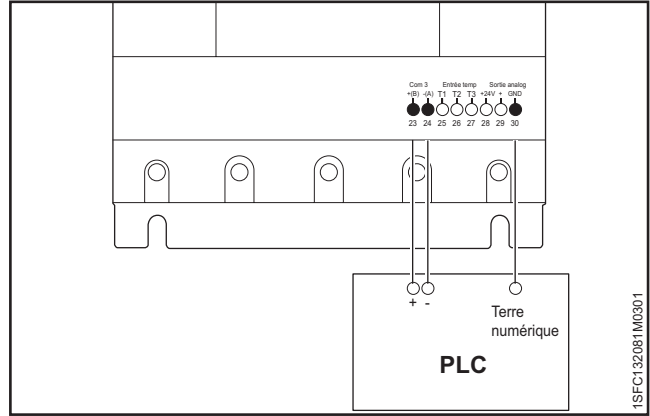 Com 3 Entrée temp Sortie analog
+(B) -(A) T1 T2 T3 +24V + GND
23 24 25 26 27 28 29 30
+ -
Terre
numérique
PLC
1SFC132081M0301